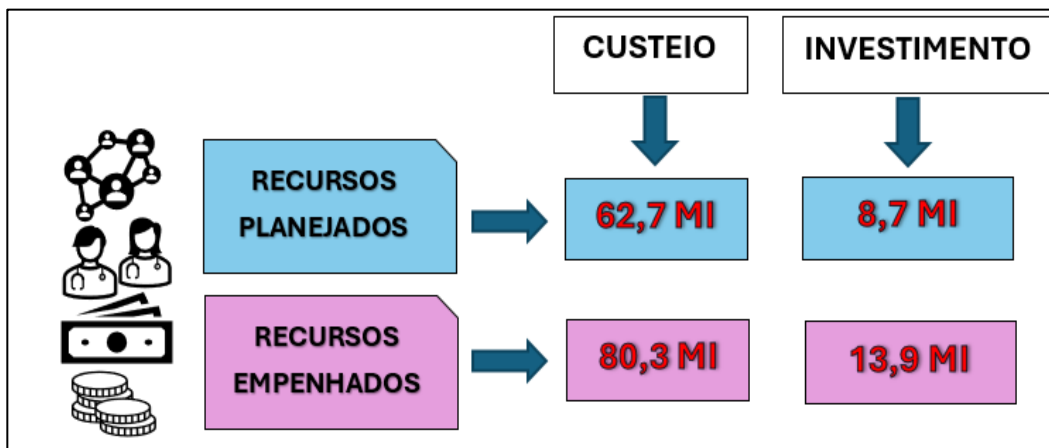 CUSTEIO
INVESTIMENTO
RECURSOS
PLANEJADOS
62,7 MI
8,7 MI
RECURSOS
EMPENHADOS
80,3 MI
13,9 MI